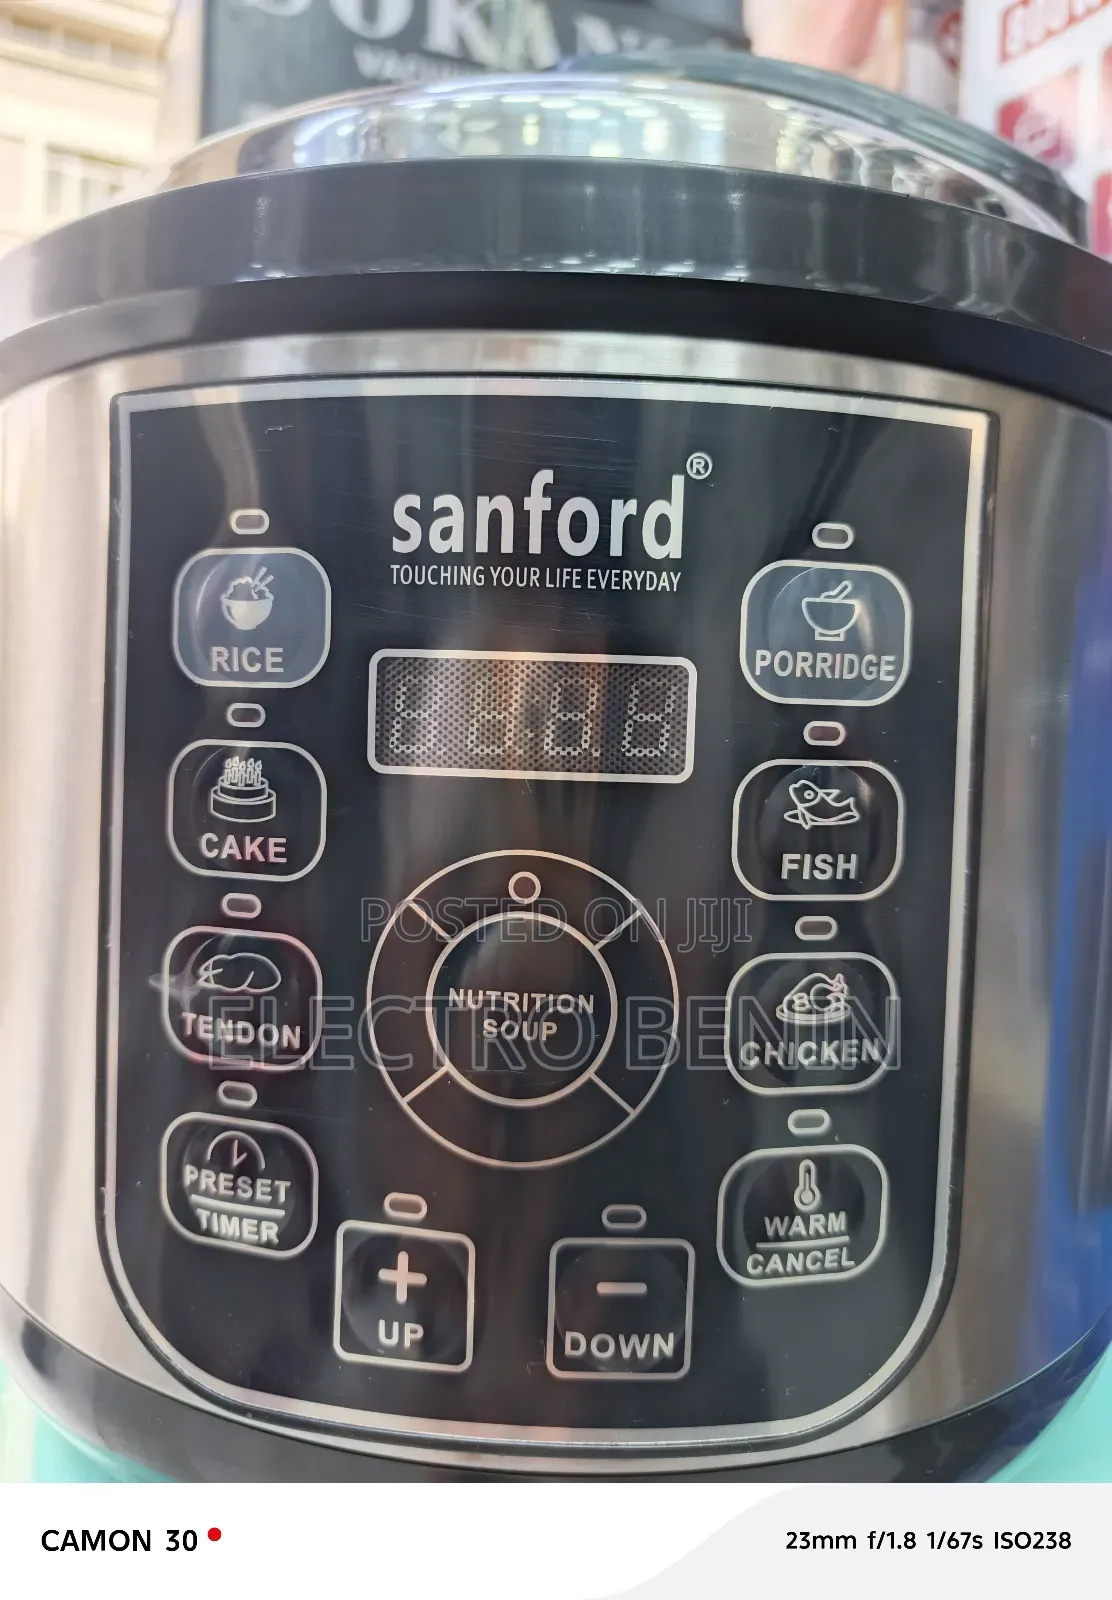 sanford®
TOUCHING YOUR LIFE EVERYDAY
RICE
PORRIDGE
CAKE
FISH
POSTED ON JIJI
NUTRITION
SOUP
ELECTRO BENIN
TENDON
CHICKEN
PRESET
TIMER
WARM
CANCEL
+
UP
−
DOWN
CAMON 30
23mm f/1.8 1/67s ISO238